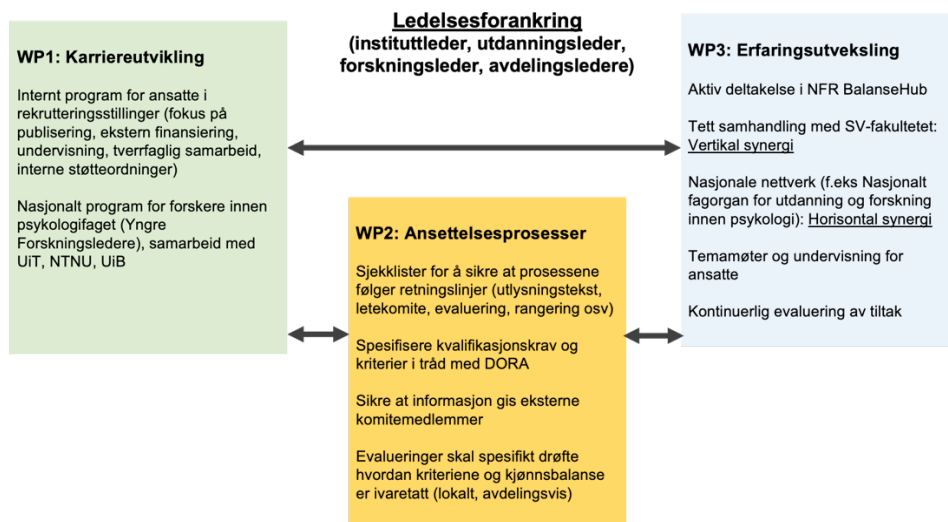 Ledelsesforankring
(instituttleder, utdanningsleder,
forskningsleder, avdelingsledere)
WP1: Karriereutvikling
Internt program for ansatte i
rekrutteringsstillinger (fokus på
publisering, ekstern finansiering,
undervisning, tverrfaglig samarbeid,
interne støtteordninger)
Nasjonalt program for forskere innen
psykologifaget (Yngre
Forskningsledere), samarbeid med
UiT, NTNU, UiB
WP2: Ansettelsesprosesser
Sjekklister for å sikre at prosessene
følger retningslinjer (utlysningstekst,
letekomite, evaluering, rangering osv)
Spesifisere kvalifikasjonskrav og
kriterier i tråd med DORA
Sikre at informasjon gis eksterne
komitemedlemmer
Evalueringer skal spesifikt drøfte
hvordan kriteriene og kjønnsbalanse
er ivaretatt (lokalt, avdelingsvis)
WP3: Erfaringsutveksling
Aktiv deltakelse i NFR BalanseHub
Tett samhandling med SV-fakultetet:
Vertikal synergi
Nasjonale nettverk (f.eks Nasjonalt
fagorgan for utdanning og forskning
innen psykologi): Horisontal synergi
Temamøter og undervisning for
ansatte
Kontinuerlig evaluering av tiltak